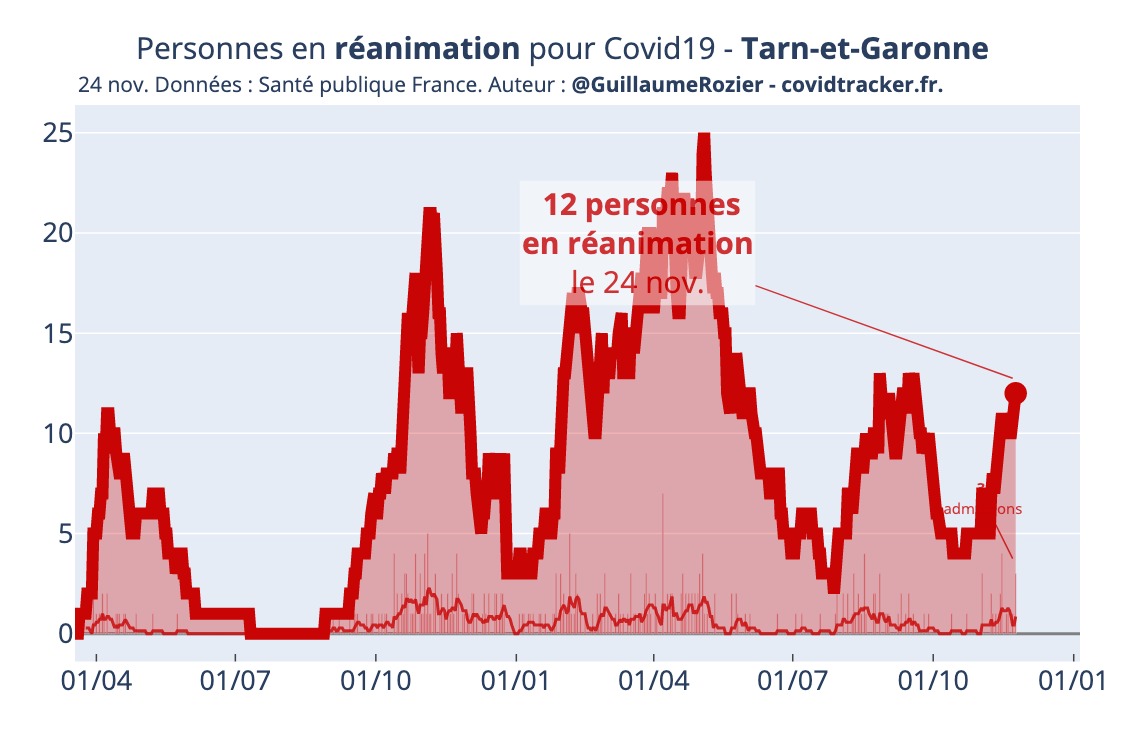 Personnes en réanimation pour Covid19 - Tarn-et-Garonne
24 nov. Données : Santé publique France. Auteur : @GuillaumeRozier - covidtracker.fr.
25
20
15
10
5
0
12 personnes
en réanimation
le 24 nov.
01/04
01/07
01/10
01/01
01/04
01/07
01/10
01/01